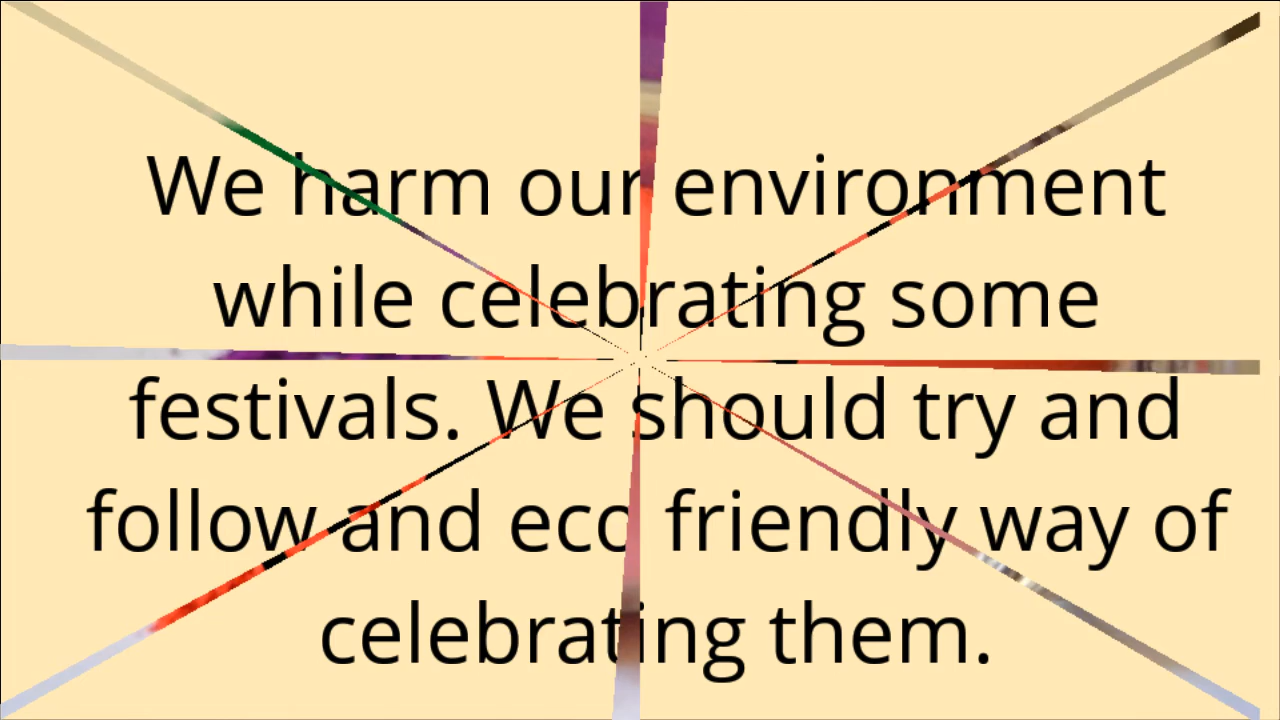 We harm our environment
while celebrating some
festivals. We should try and
follow and eco friendly way of
celebrating them.